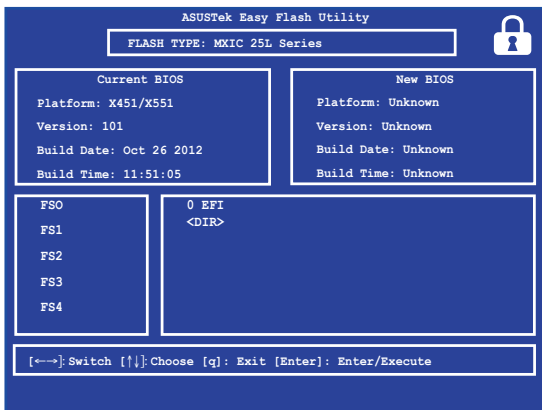 ASUSTek Easy Flash Utility
FLASH TYPE: MXIC 25L Series
Current BIOS
Platform: X451/X551
Version: 101
Build Date: Oct 26 2012
Build Time: 11:51:05
New BIOS
Platform: Unknown
Version: Unknown
Build Date: Unknown
Build Time: Unknown
FSO
FS1
FS2
FS3
FS4
0 EFI
<DIR>
[←→]: Switch [↑↓]: Choose [q]: Exit [Enter]: Enter/Execute